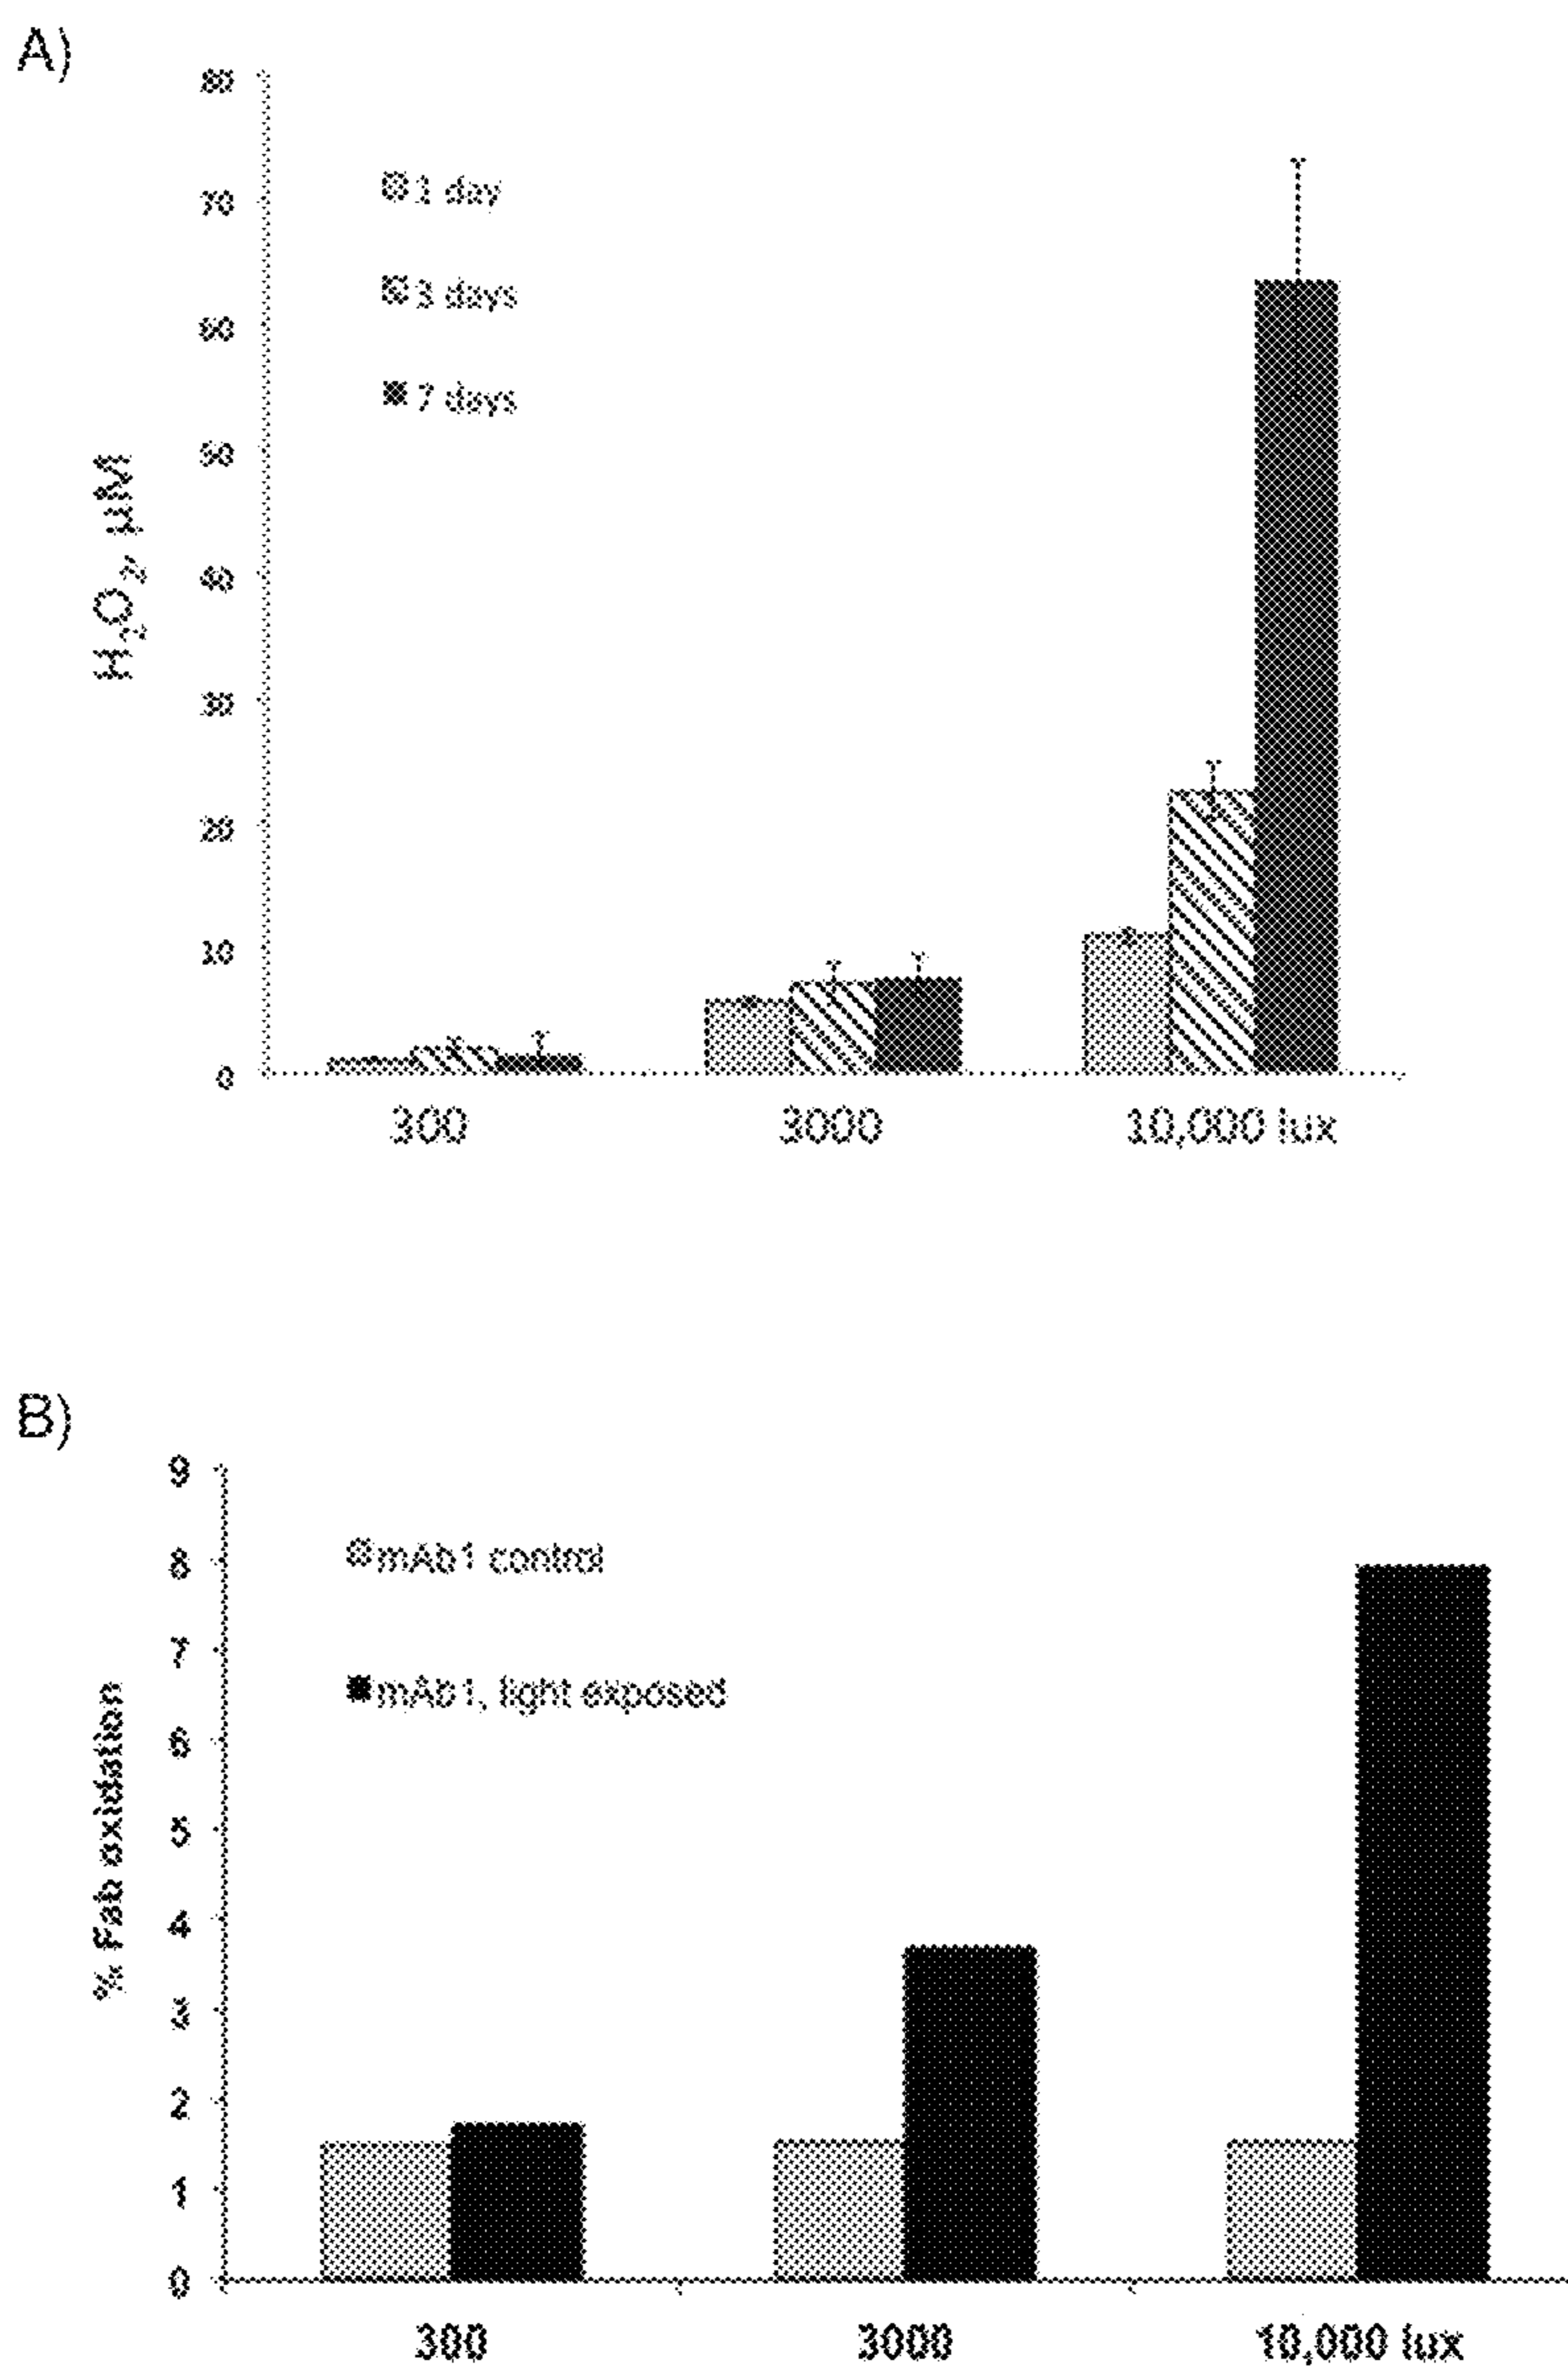 A)
80
1 day
70
3 days
60
7 days
50
H₂O₂, µM
40
30
20
10
0
300 3000 10,000 lux
B)
9
mAb1 control
8
7
mAb1, light exposed
6
% Fab oxidation
5
4
3
2
1
0
300 3000 10,000 lux